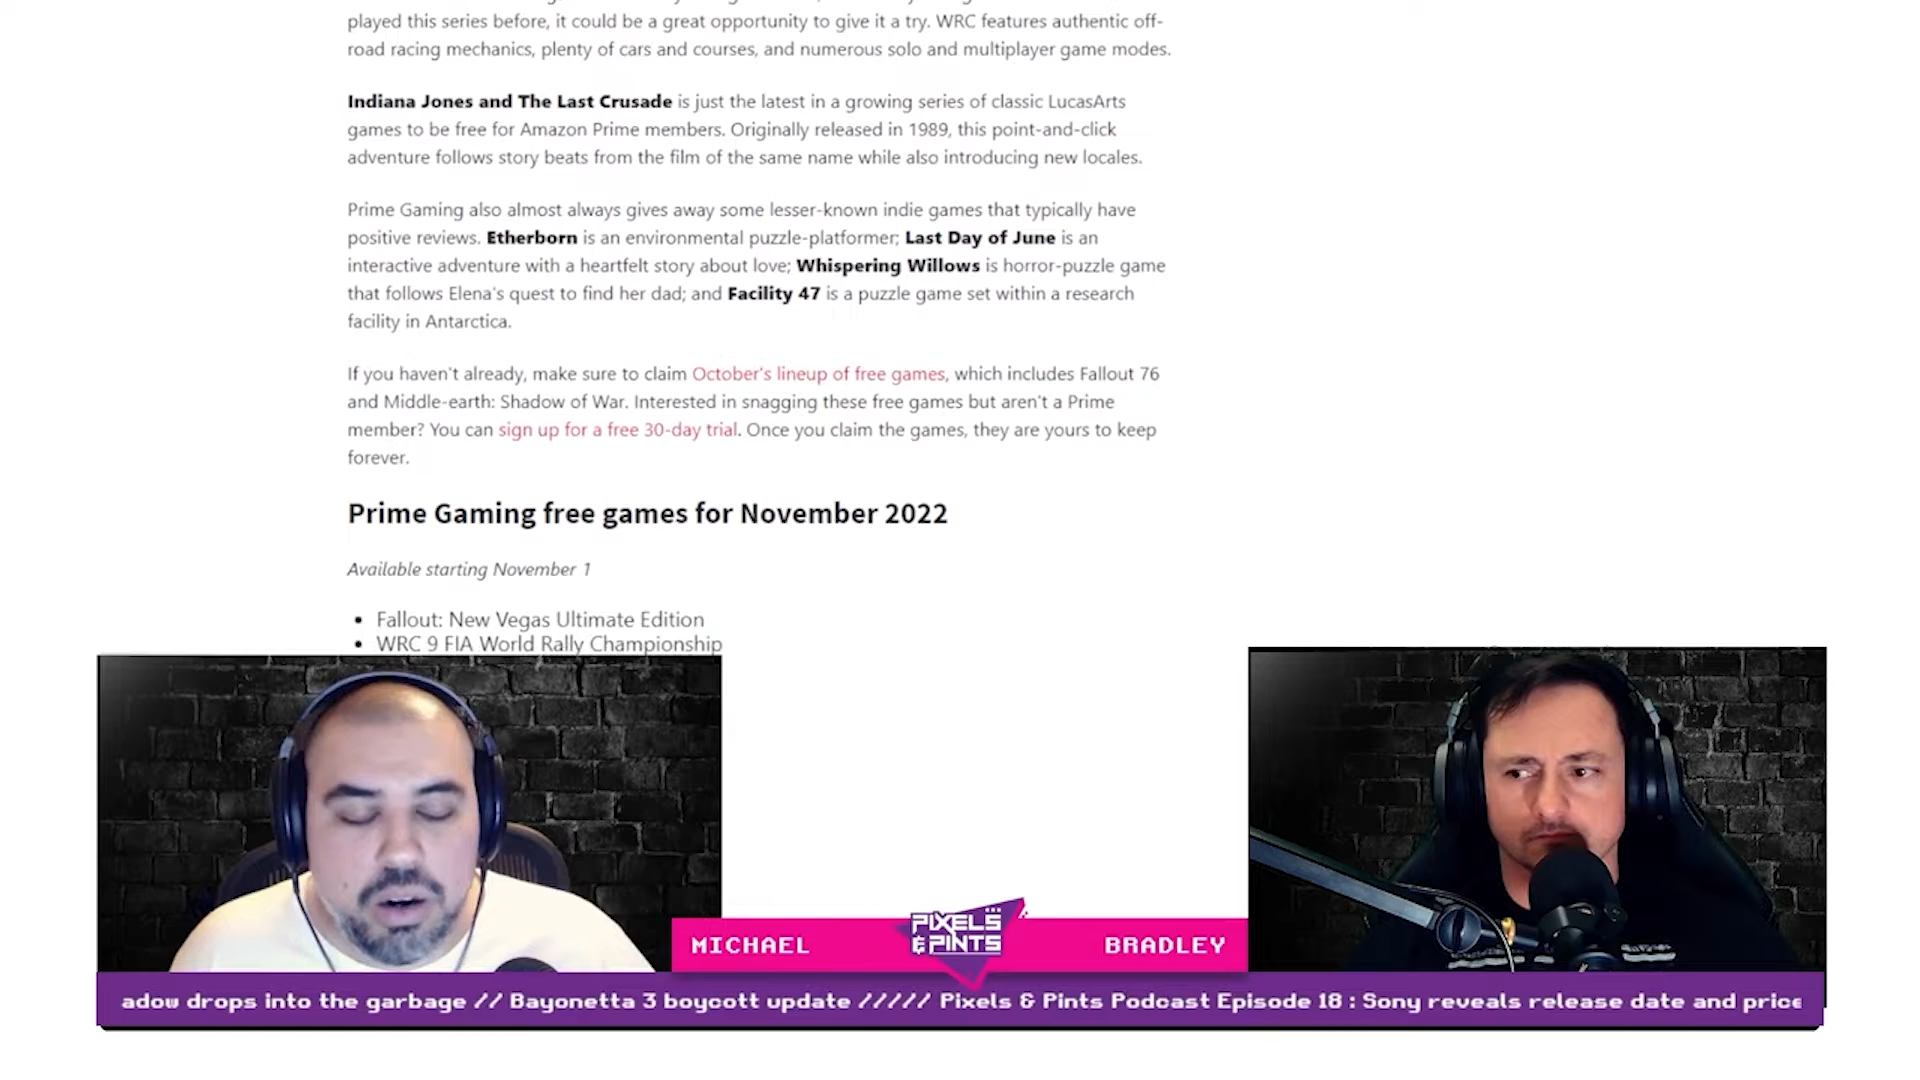 played this series before, it could be a great opportunity to give it a try. WRC features authentic off-
road racing mechanics, plenty of cars and courses, and numerous solo and multiplayer game modes.
Indiana Jones and The Last Crusade is just the latest in a growing series of classic LucasArts
games to be free for Amazon Prime members. Originally released in 1989, this point-and-click
adventure follows story beats from the film of the same name while also introducing new locales.
Prime Gaming also almost always gives away some lesser-known indie games that typically have
positive reviews. Etherborn is an environmental puzzle-platformer; Last Day of June is an
interactive adventure with a heartfelt story about love; Whispering Willows is horror-puzzle game
that follows Elena's quest to find her dad; and Facility 47 is a puzzle game set within a research
facility in Antarctica.
If you haven't already, make sure to claim October's lineup of free games, which includes Fallout 76
and Middle-earth: Shadow of War. Interested in snagging these free games but aren't a Prime
member? You can sign up for a free 30-day trial. Once you claim the games, they are yours to keep
forever.
Prime Gaming free games for November 2022
Available starting November 1
• Fallout: New Vegas Ultimate Edition
• WRC 9 FIA World Rally Championship
MICHAEL
PIXELS
& PINTS
BRADLEY
adow drops into the garbage // Bayonetta 3 boycott update ///// Pixels & Pints Podcast Episode 18 : Sony reveals release date and price